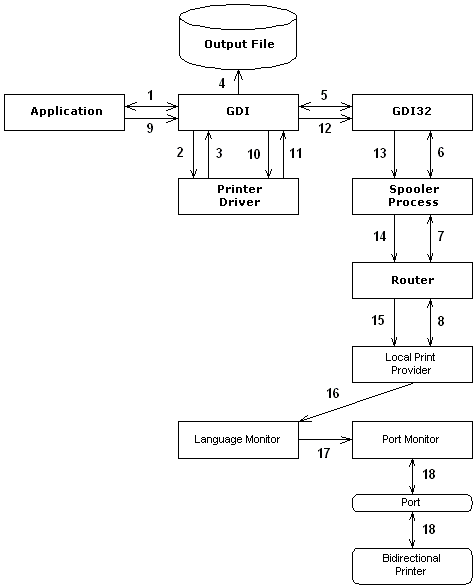 Output File
4
1
5
Application
GDI
GDI32
9
12
2
3
10
11
13
6
Printer
Driver
Spooler
Process
14
7
Router
15
8
Local Print
Provider
16
Language Monitor
Port Monitor
17
18
Port
18
Bidirectional
Printer